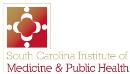 South Carolina Institute of
Medicine & Public Health